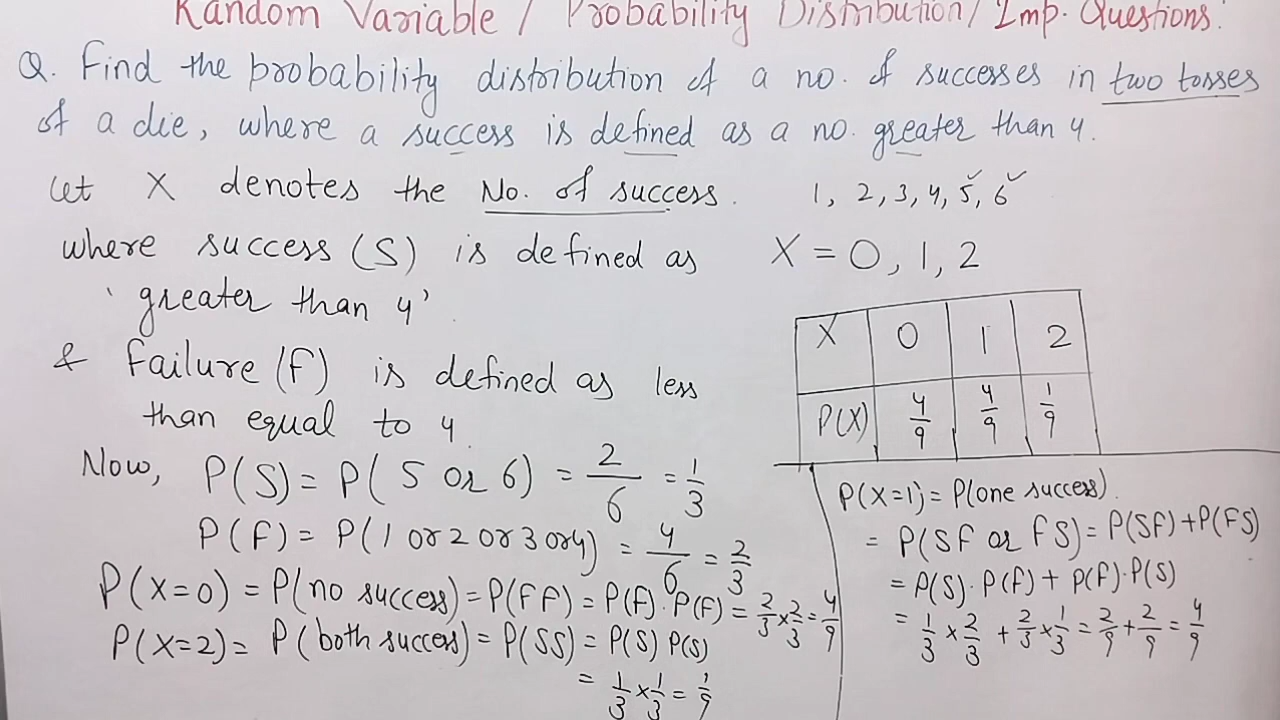 Random Variable / Probability Distribution / Imp. Questions.
Q. Find the probability distribution of a no. of successes in two tosses
of a die, where a success is defined as a no. greater than 4.
Let X denotes the No. of success.
where success (S) is defined as
'greater than 4'.
& Failure (F) is defined as less
than equal to 4.
Now, P(S) = P(5 or 6) = 2/6 = 1/3
P(F) = P(1 or 2 or 3 or 4) = 4/6 = 2/3
P(X=0) = P(no success) = P(FF) = P(F).P(F) = 2/3 × 2/3 = 4/9
P(X=2) = P(both success) = P(SS) = P(S) P(S)
= 1/3 × 1/3 = 1/9
1, 2, 3, 4, 5✓, 6✓
X = 0, 1, 2
X 0 1 2
P(X) 4/9 4/9 1/9
P(X=1) = P(one success).
= P(SF or FS) = P(SF) + P(FS)
= P(S).P(F) + P(F).P(S)
= 1/3 × 2/3 + 2/3 × 1/3 = 2/9 + 2/9 = 4/9